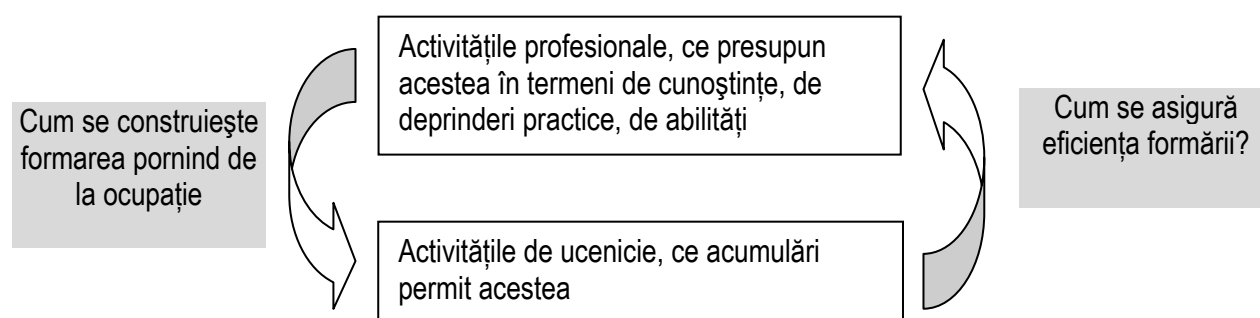 Cum se construieşte
formarea pornind de
la ocupație
Activitățile profesionale, ce presupun
acestea în termeni de cunoştințe, de
deprinderi practice, de abilități
Activitățile de ucenicie, ce acumulări
permit acestea
Cum se asigură
eficiența formării?